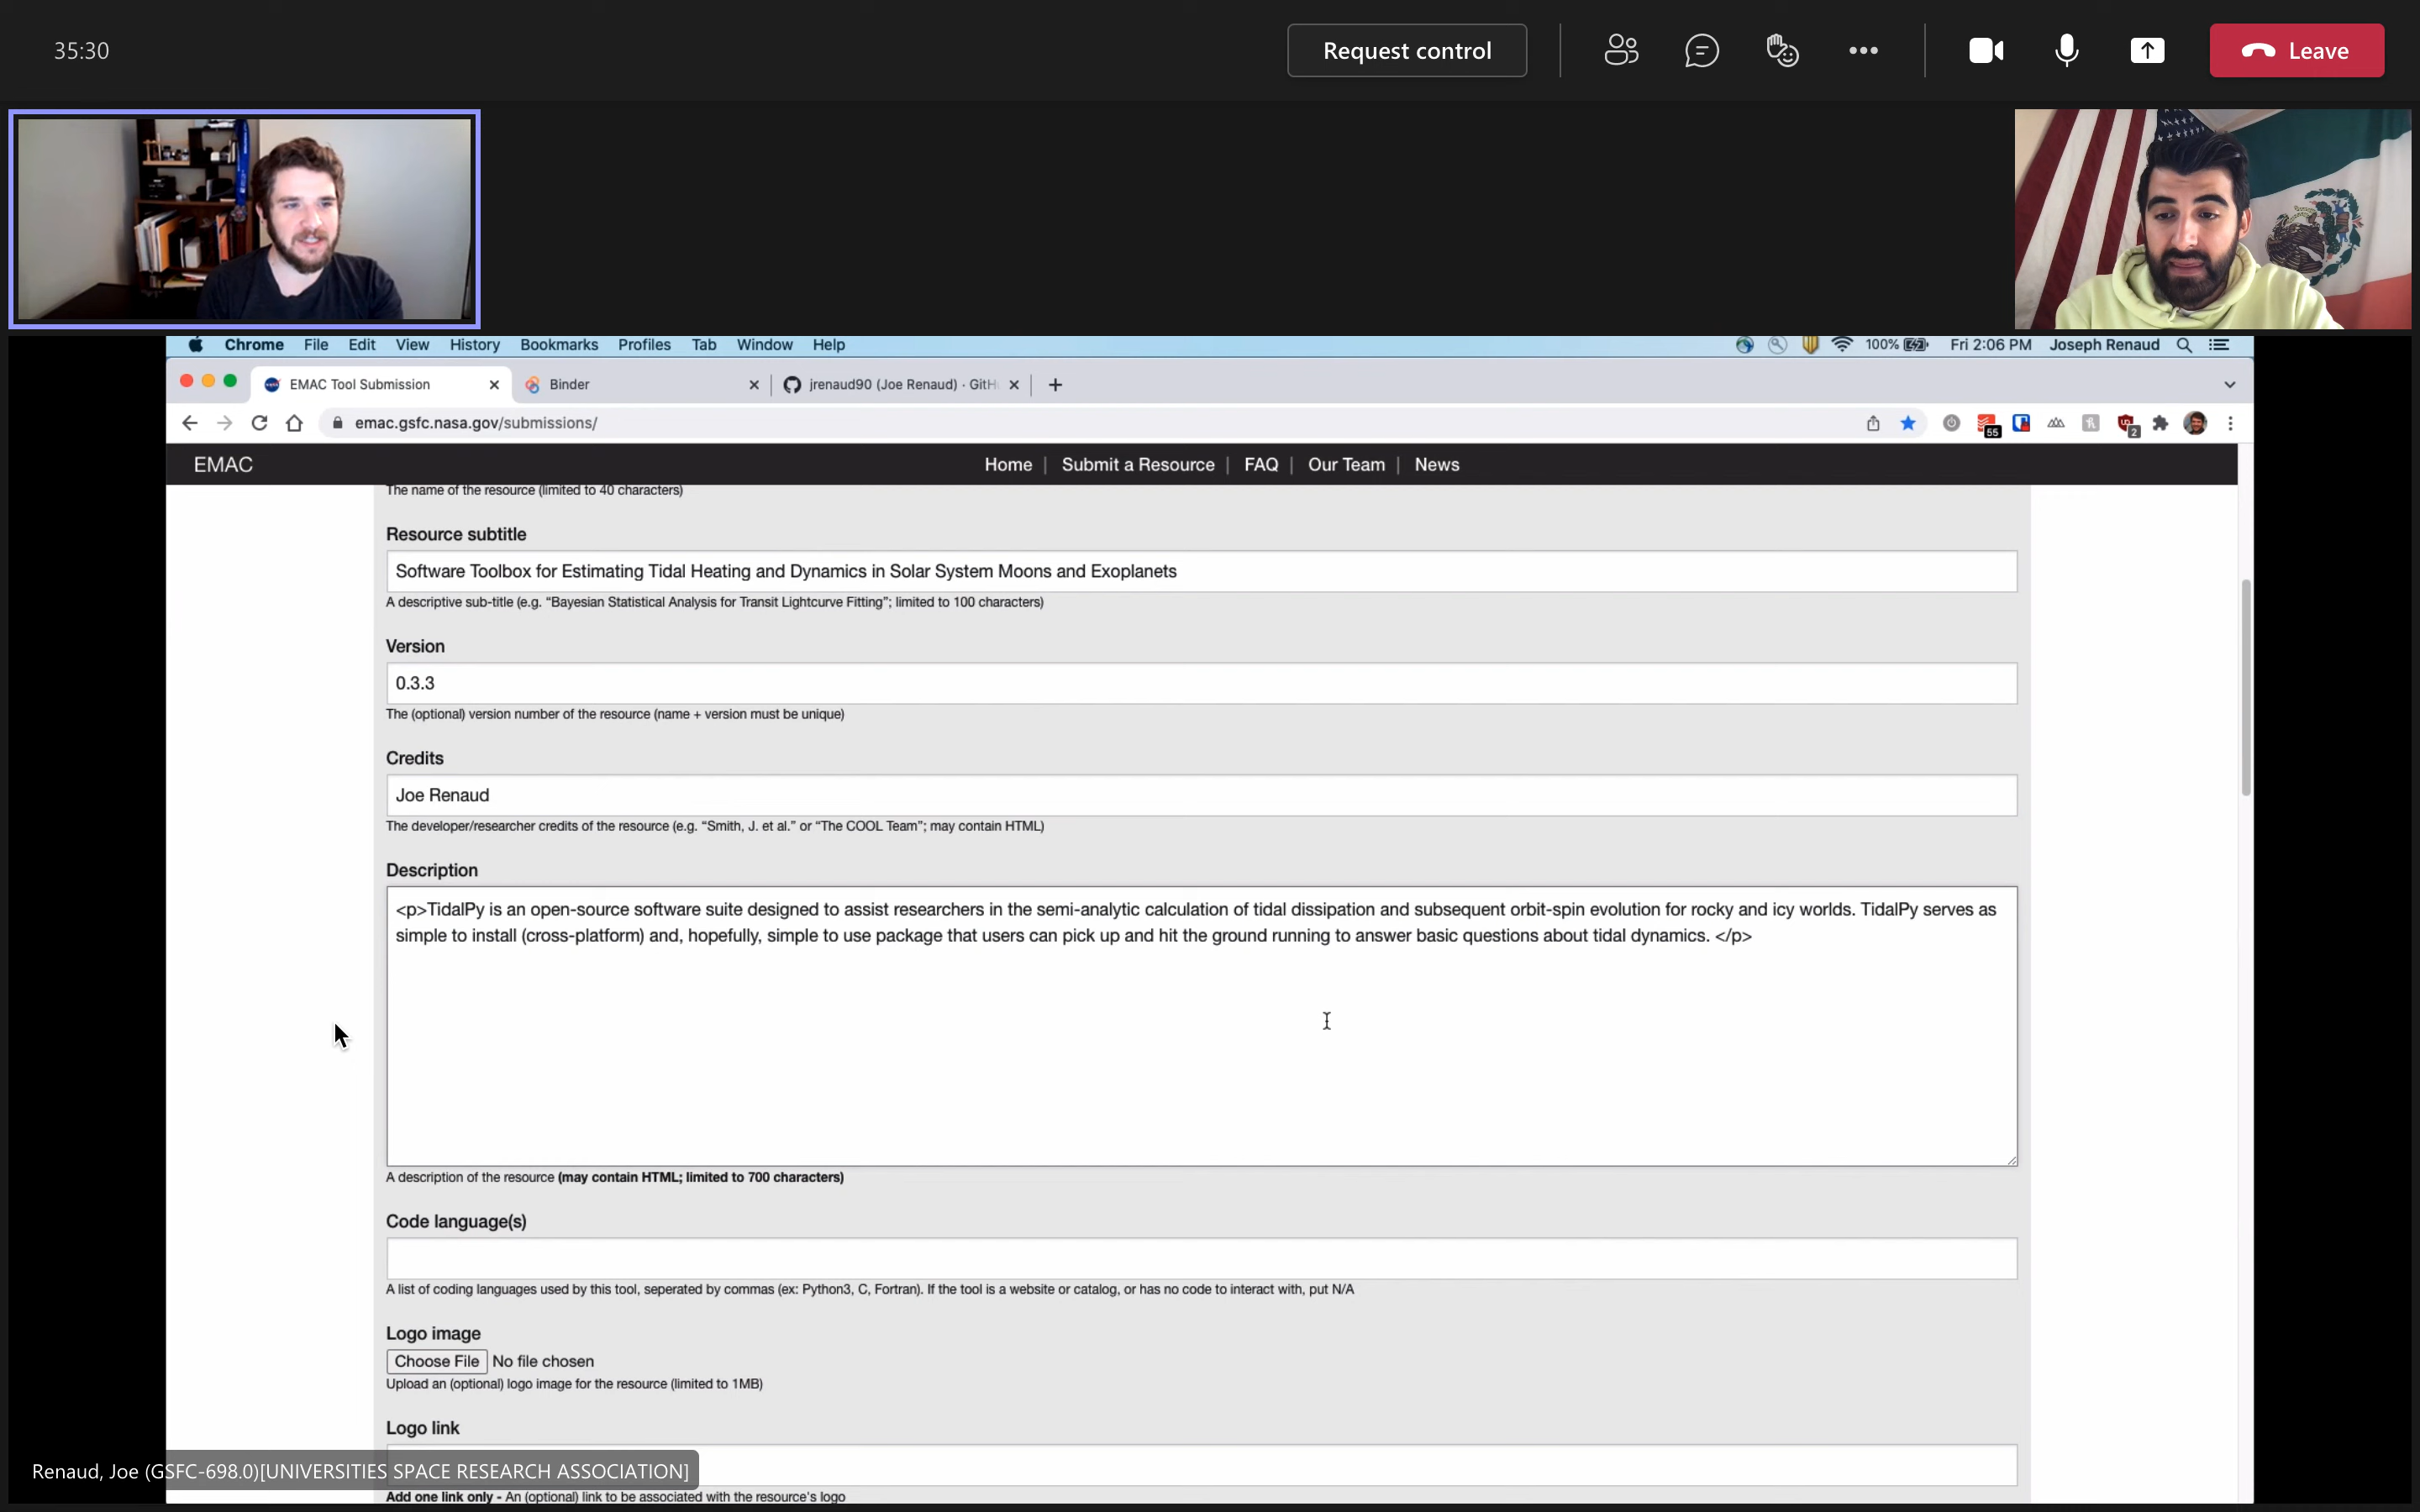 35:30
Request control
Leave
Chrome File Edit View History Bookmarks Profiles Tab Window Help
100% Fri 2:06 PM Joseph Renaud
EMAC Tool Submission
Binder
jrenaud90 (Joe Renaud) · GitH
emac.gsfc.nasa.gov/submissions/
55
2
EMAC
Home | Submit a Resource | FAQ | Our Team | News
The name of the resource (limited to 40 characters)
Resource subtitle
Software Toolbox for Estimating Tidal Heating and Dynamics in Solar System Moons and Exoplanets
A descriptive sub-title (e.g. “Bayesian Statistical Analysis for Transit Lightcurve Fitting”; limited to 100 characters)
Version
0.3.3
The (optional) version number of the resource (name + version must be unique)
Credits
Joe Renaud
The developer/researcher credits of the resource (e.g. “Smith, J. et al.” or “The COOL Team”; may contain HTML)
Description
<p>TidalPy is an open-source software suite designed to assist researchers in the semi-analytic calculation of tidal dissipation and subsequent orbit-spin evolution for rocky and icy worlds. TidalPy serves as
simple to install (cross-platform) and, hopefully, simple to use package that users can pick up and hit the ground running to answer basic questions about tidal dynamics. </p>
A description of the resource (may contain HTML; limited to 700 characters)
Code language(s)
A list of coding languages used by this tool, seperated by commas (ex: Python3, C, Fortran). If the tool is a website or catalog, or has no code to interact with, put N/A
Logo image
Choose File No file chosen
Upload an (optional) logo image for the resource (limited to 1MB)
Logo link
Renaud, Joe (GSFC-698.0)[UNIVERSITIES SPACE RESEARCH ASSOCIATION]
Add one link only - An (optional) link to be associated with the resource's logo